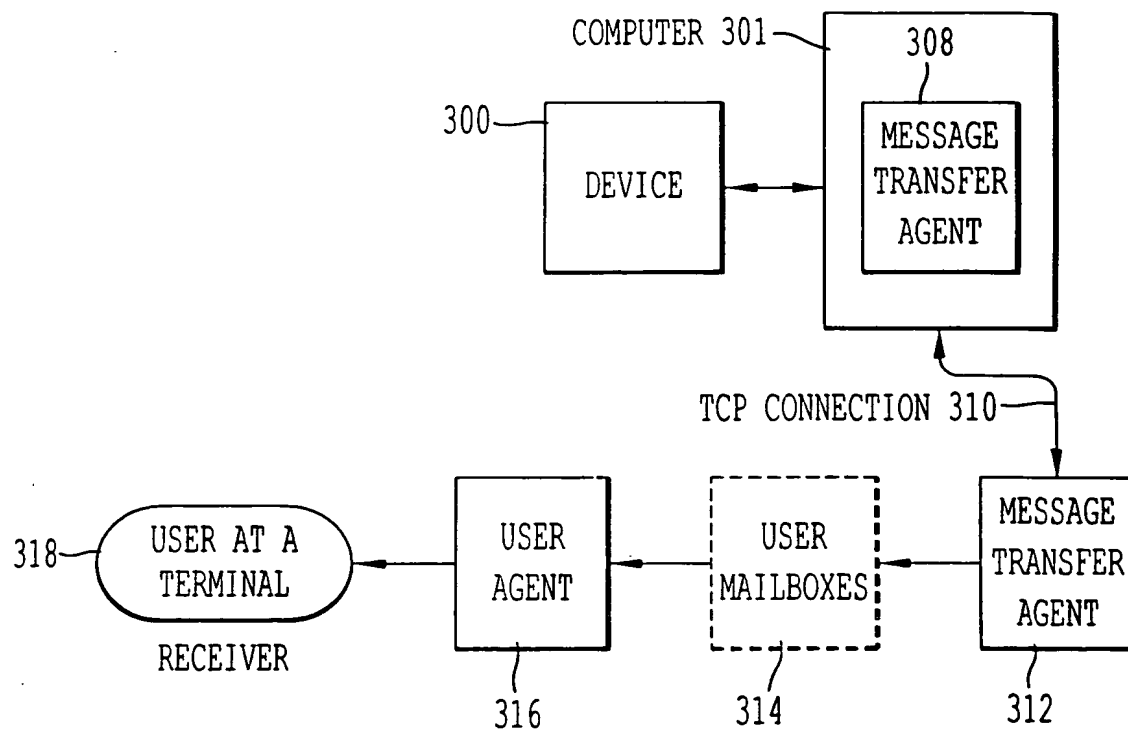 COMPUTER 301
308
300
DEVICE
MESSAGE
TRANSFER
AGENT
TCP CONNECTION 310
318
USER AT A
TERMINAL
RECEIVER
USER
AGENT
USER
MAILBOXES
MESSAGE
TRANSFER
AGENT
316
314
312